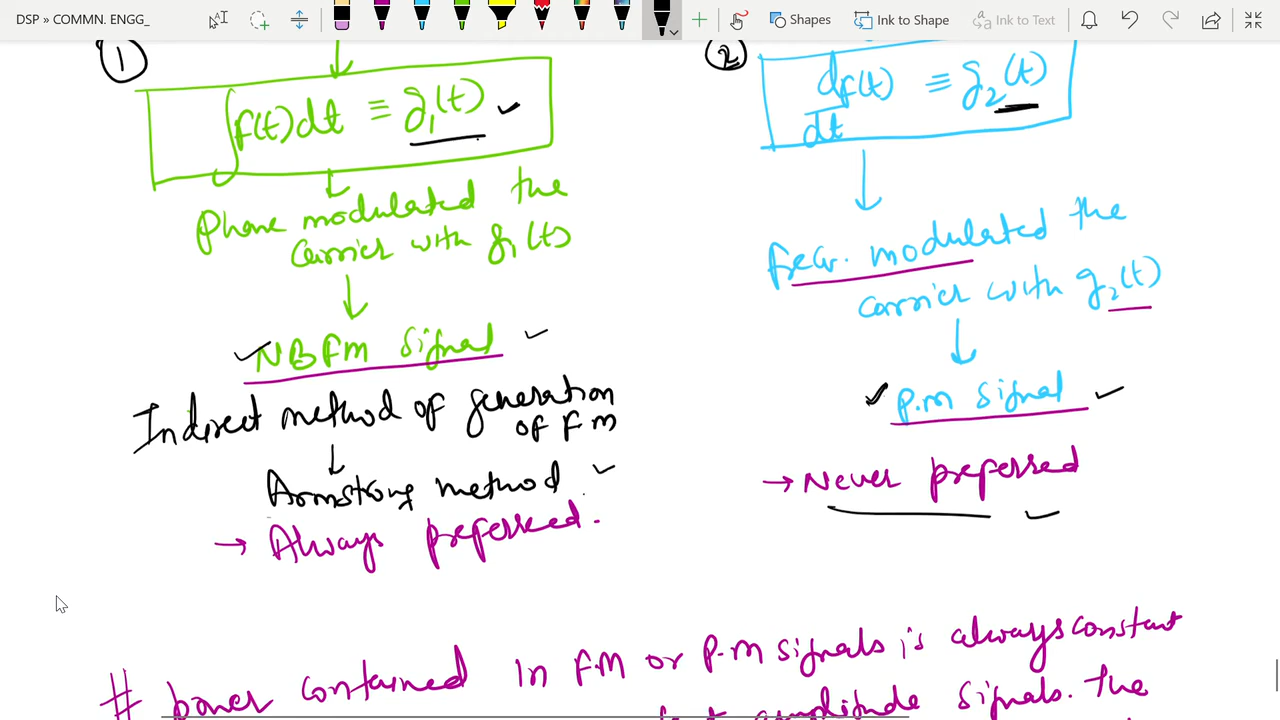 DSP » COMMN. ENGG_
Shapes
Ink to Shape
Ink to Text
①
∫f(t)dt ≡ g₁(t)
Phase modulated the
carrier with g₁(t)
NBFM Signal
Indirect method of generation
of FM
Armstrong method
→ Always preferred.
②
df(t)/dt ≡ g₂(t)
freq. modulated the
carrier with g₂(t)
P.M signal
→ Never preferred
# Power contained in FM or P.M signals is always constant
amplitude signals. The